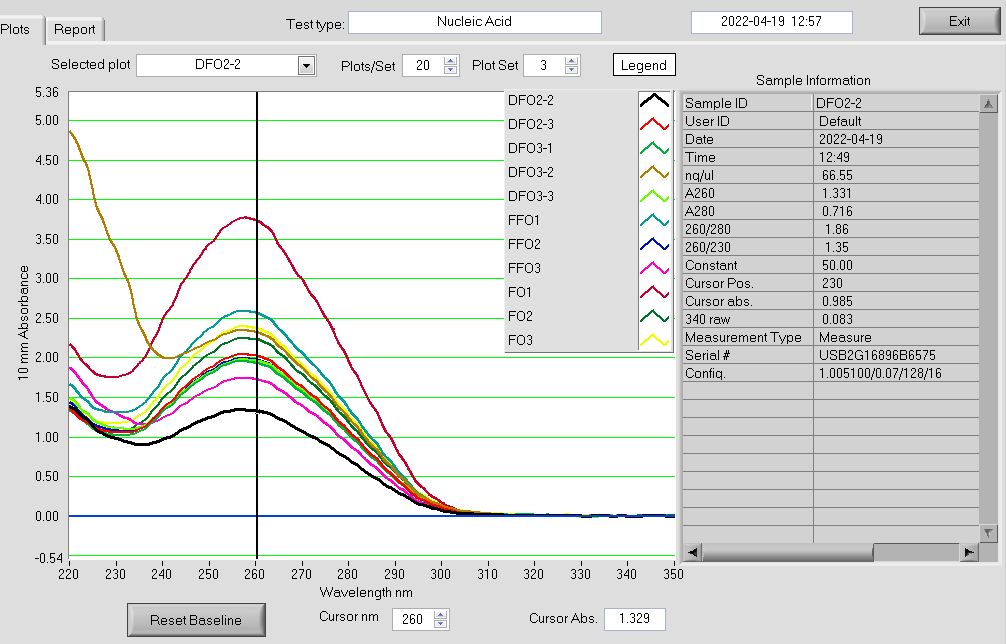 Plots
Report
Test type:
Nucleic Acid
2022-04-19 12:57
Exit
Selected plot
DFO2-2
Plots/Set
20
Plot Set
3
Legend
5.36
5.00
4.50
4.00
3.50
3.00
2.50
2.00
1.50
1.00
0.50
0.00
-0.54
10 mm Absorbance
220 230 240 250 260 270 280 290 300 310 320 330 340 350
Wavelength nm
DFO2-2
DFO2-3
DFO3-1
DFO3-2
DFO3-3
FFO1
FFO2
FFO3
FO1
FO2
FO3
Sample Information
Sample ID DFO2-2
User ID Default
Date 2022-04-19
Time 12:49
ng/ul 66.55
A260 1.331
A280 0.716
260/280 1.86
260/230 1.35
Constant 50.00
Cursor Pos. 230
Cursor abs. 0.985
340 raw 0.083
Measurement Type Measure
Serial # USB2G16896B6575
Config. 1.005100/0.07/128/16
Reset Baseline
Cursor nm
260
Cursor Abs.
1.329